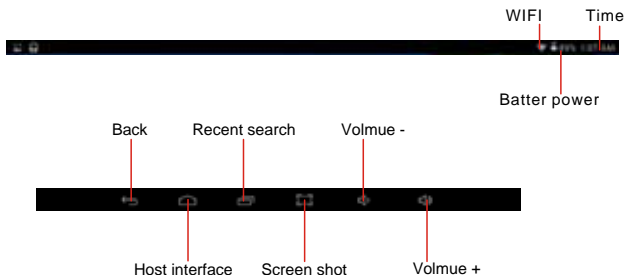 WIFI Time
Batter power
Back Recent search Volmue -
Host interface Screen shot Volmue +